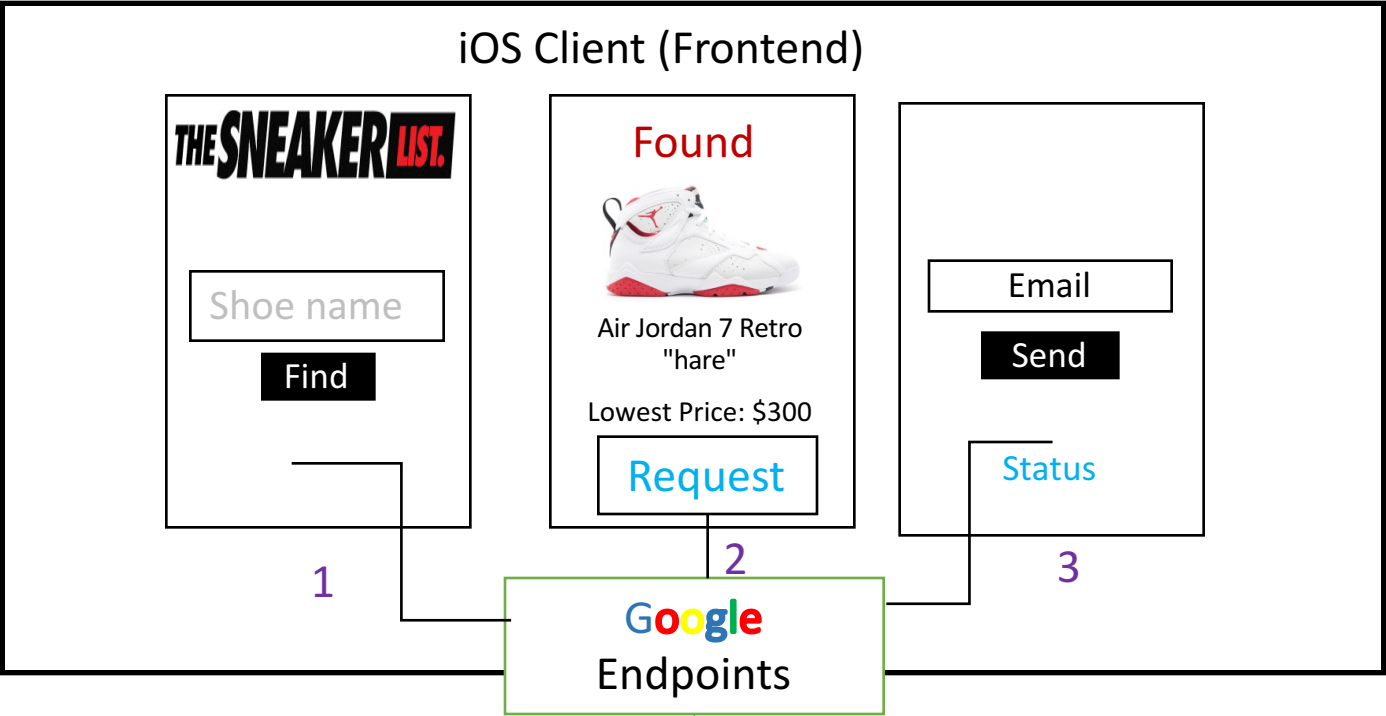 iOS Client (Frontend)
THE SNEAKER LIST.
Shoe name
Find
1
Found
Air Jordan 7 Retro
"hare"
Lowest Price: $300
Request
2
Email
Send
Status
3
Google
Endpoints